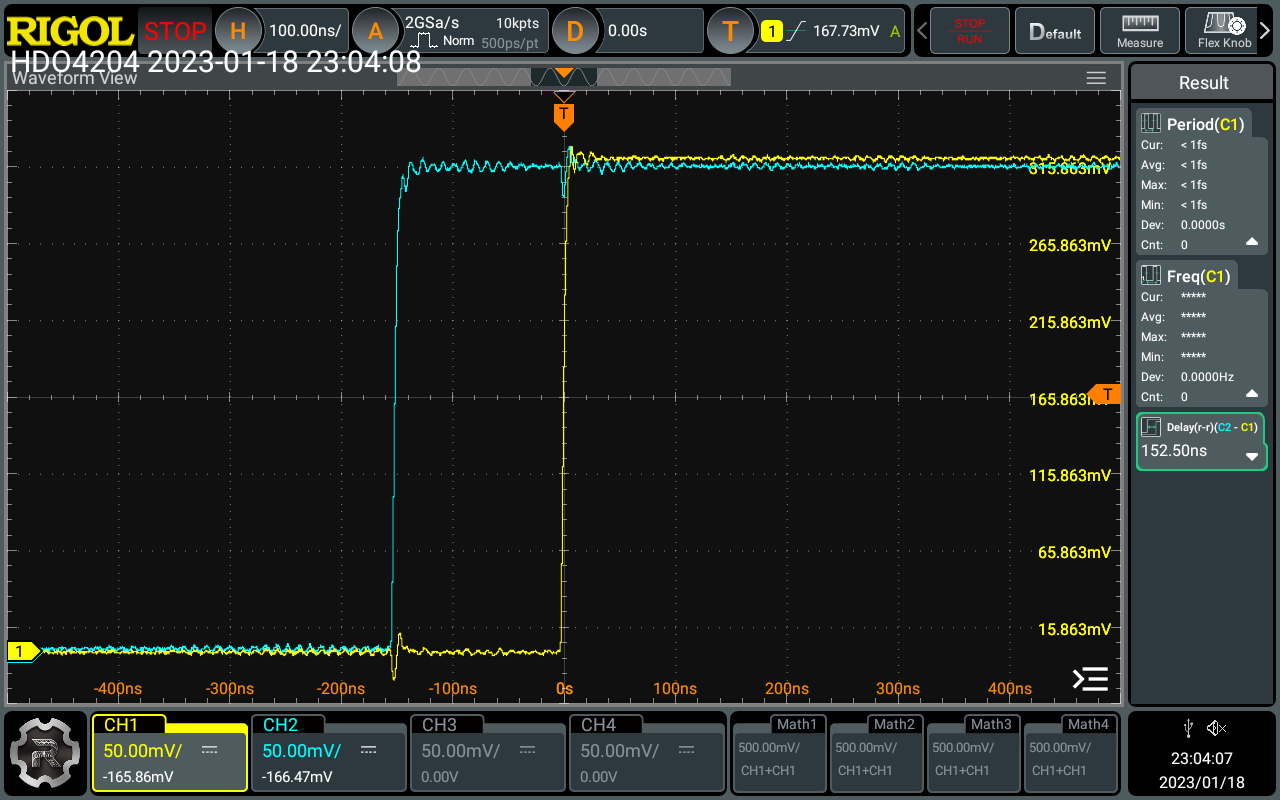 RIGOL STOP H 100.00ns/ A 2GSa/s 10kpts D 0.00s T 1 167.73mV A STOP Default Measure Flex Knob
Norm 500ps/pt RUN
HDO4204 2023-01-18 23:04:08
Waveform View
Result
T
Period(C1)
Cur: < 1fs
Avg: < 1fs
Max: < 1fs
Min: < 1fs
Dev: 0.0000s
Cnt: 0
Freq(C1)
Cur: *****
Avg: *****
Max: *****
Min: *****
Dev: 0.0000Hz
Cnt: 0
Delay(r-r)(C2 - C1)
152.50ns
315.863mV
265.863mV
215.863mV
165.863mV T
115.863mV
65.863mV
15.863mV
1
-400ns -300ns -200ns -100ns 0s 100ns 200ns 300ns 400ns
CH1 CH2 CH3 CH4 Math1 Math2 Math3 Math4
50.00mV/ 50.00mV/ 50.00mV/ 50.00mV/ 500.00mV/ 500.00mV/ 500.00mV/ 500.00mV/
-165.86mV -166.47mV 0.00V 0.00V CH1+CH1 CH1+CH1 CH1+CH1 CH1+CH1
R
23:04:07
2023/01/18